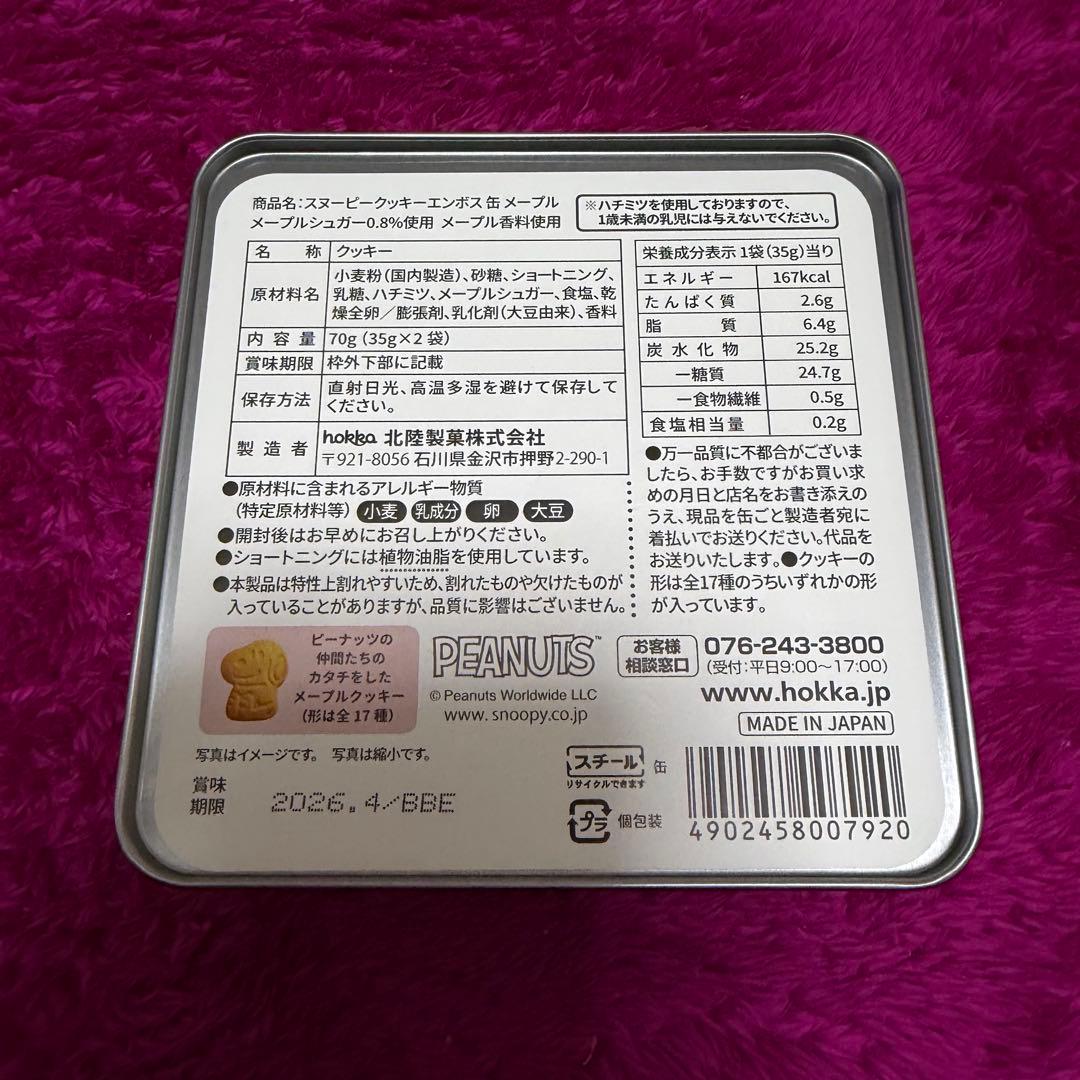 商品名:スヌーピークッキーエンボス缶 メープル
メープルシュガー0.8%使用 メープル香料使用
※ハチミツを使用しておりますので、
1歳未満の乳児には与えないでください。
名称 クッキー
原材料名 小麦粉(国内製造)、砂糖、ショートニング、
乳糖、ハチミツ、メープルシュガー、食塩、乾
燥全卵/膨張剤、乳化剤(大豆由来)、香料
内容量 70g(35g×2袋)
賞味期限 枠外下部に記載
保存方法 直射日光、高温多湿を避けて保存して
ください。
製造者 hokka 北陸製菓株式会社
〒921-8056 石川県金沢市押野2-290-1
栄養成分表示 1袋(35g)当り
エネルギー 167kcal
たんぱく質 2.6g
脂質 6.4g
炭水化物 25.2g
ー糖質 24.7g
ー食物繊維 0.5g
食塩相当量 0.2g
●原材料に含まれるアレルギー物質
(特定原材料等) 小麦 乳成分 卵 大豆
●開封後はお早めにお召し上がりください。
●ショートニングには植物油脂を使用しています。
●本製品は特性上割れやすいため、割れたものや欠けたものが
入っていることがありますが、品質に影響はございません。
●万一品質に不都合がございま
したら、お手数ですがお買い求
めの月日と店名をお書き添えの
うえ、現品を缶ごと製造者宛に
着払いでお送りください。代品を
お送りいたします。●クッキーの
形は全17種のうちいずれかの形
が入っています。
ピーナッツの
仲間たちの
カタチをした
メープルクッキー
(形は全17種)
PEANUTS™
© Peanuts Worldwide LLC
www.snoopy.co.jp
お客様
相談窓口
076-243-3800
(受付:平日9:00〜17:00)
www.hokka.jp
MADE IN JAPAN
写真はイメージです。 写真は縮小です。
賞味
期限
2026.4/BBE
スチール 缶
リサイクルできます
プラ 個包装
4902458007920